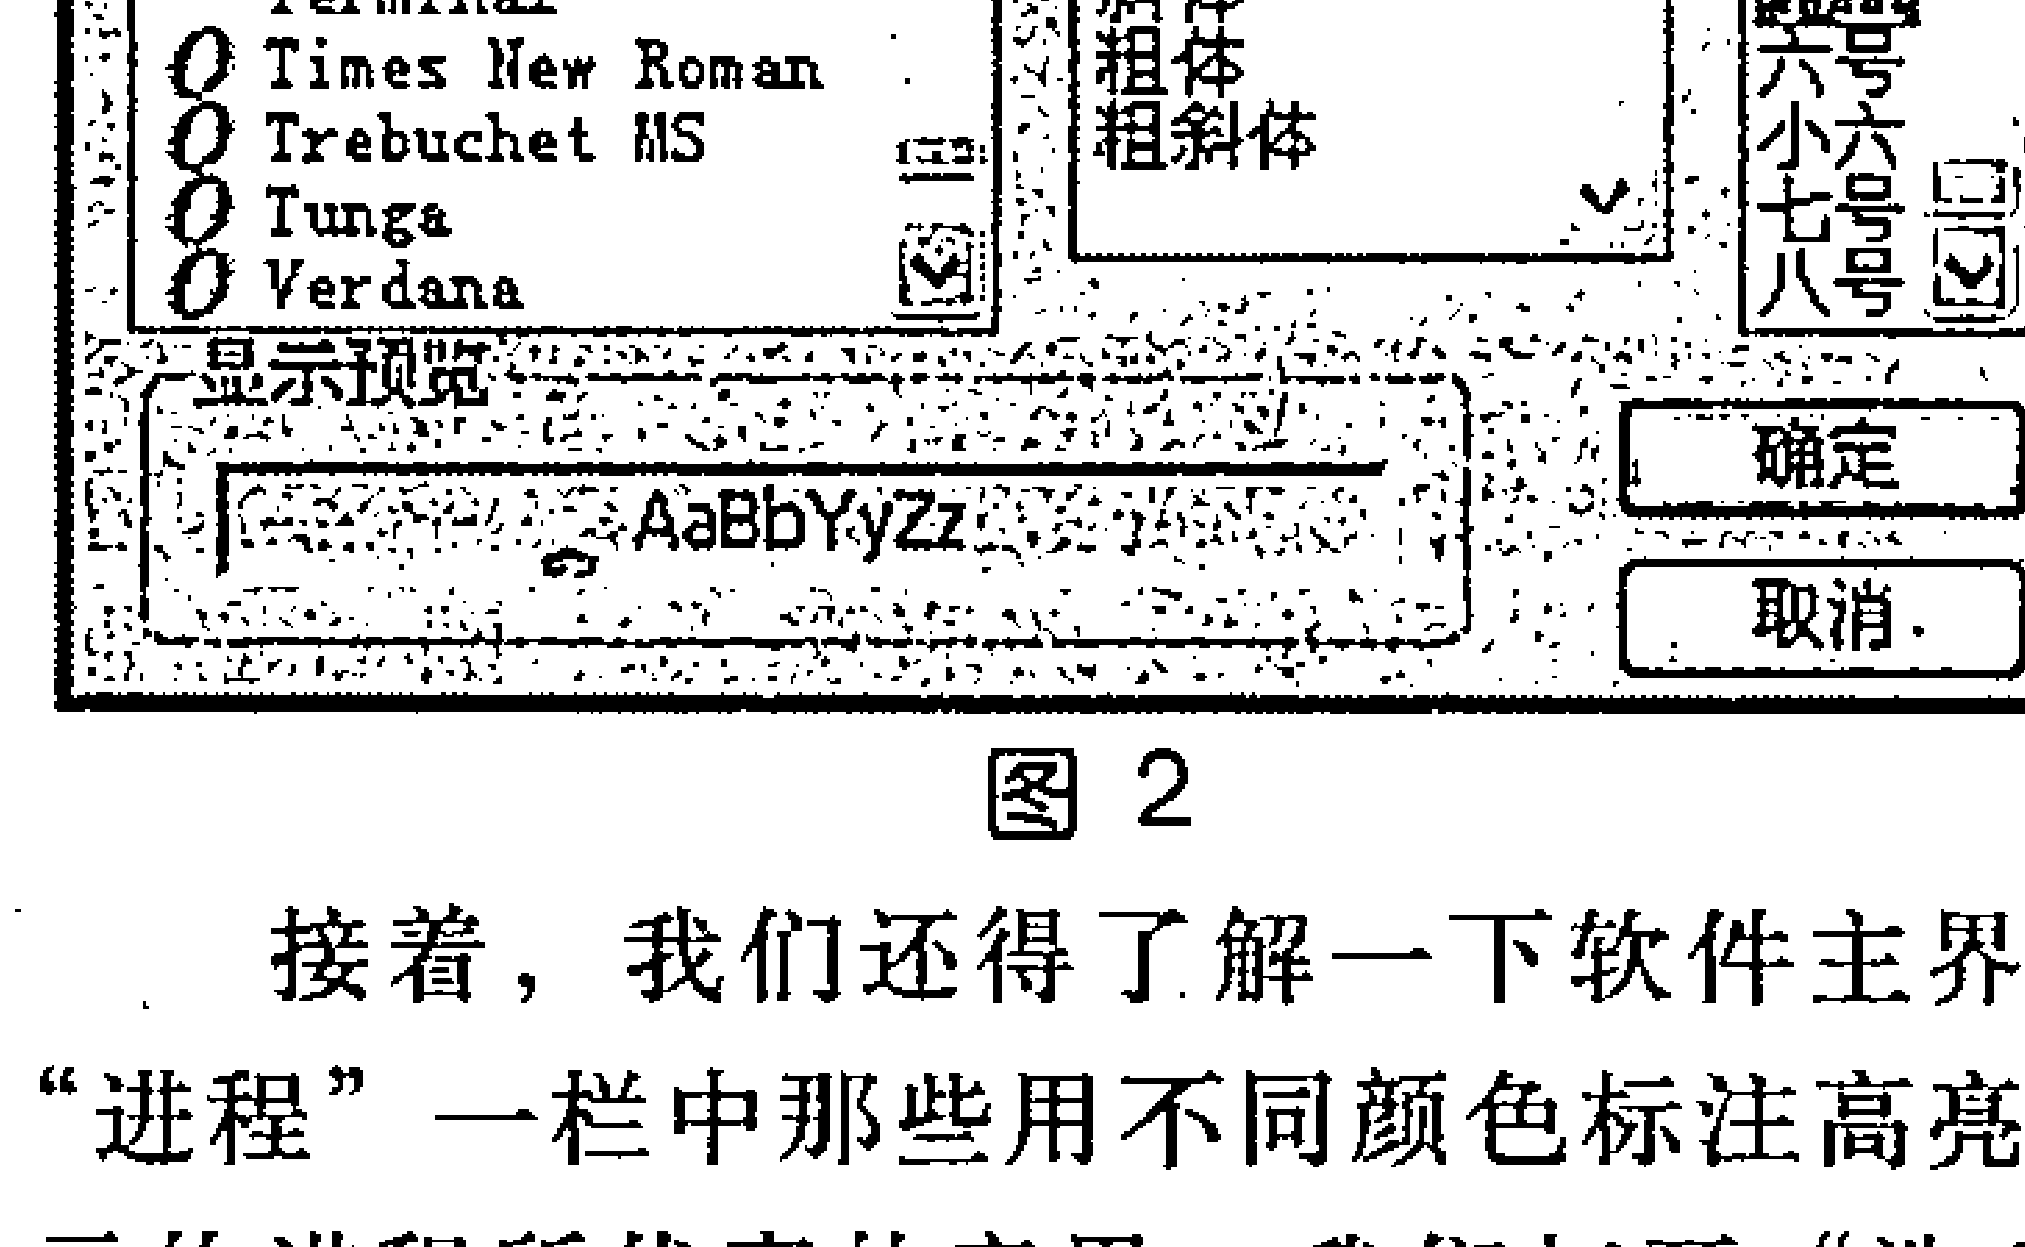 Terminal
Times New Roman
Trebuchet MS
Tunga
Verdana
粗体
粗斜体
六号
小六
七号
八号
显示预览
AaBbYyZz
确定
取消
图 2
接着，我们还得了解一下软件主界
“进程”一栏中那些用不同颜色标注高亮